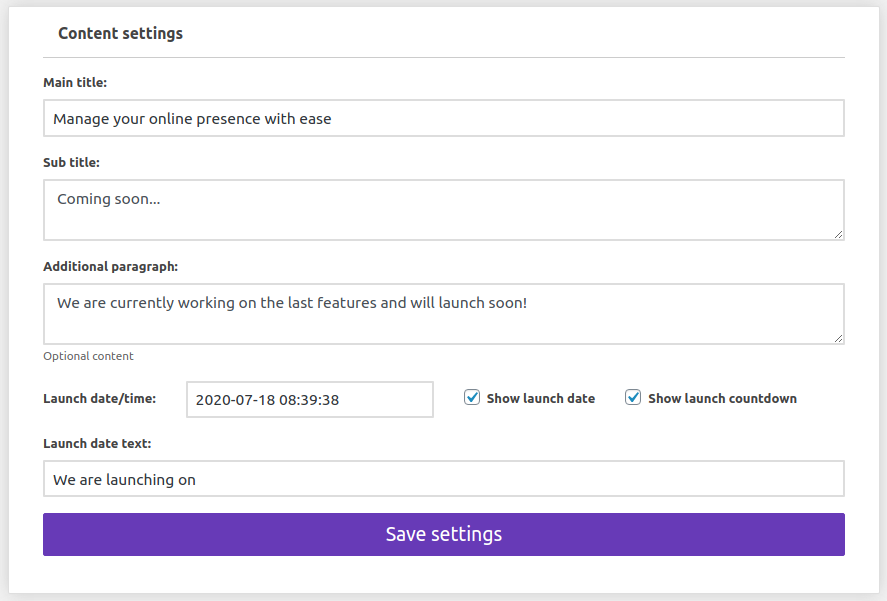 Content settings
Main title:
Manage your online presence with ease
Sub title:
Coming soon...
Additional paragraph:
We are currently working on the last features and will launch soon!
Optional content
Launch date/time: 2020-07-18 08:39:38 Show launch date Show launch countdown
Launch date text:
We are launching on
Save settings